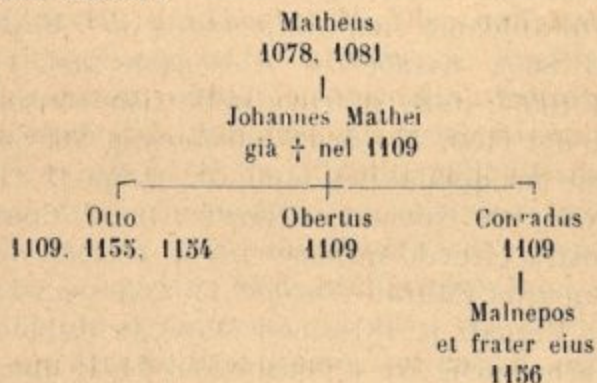 Matheus
1078, 1081
Johannes Mathei
già † nel 1109
Otto Obertus Conradus
1109, 1155, 1154 1109 1109
Malnepos
et frater eius
1156